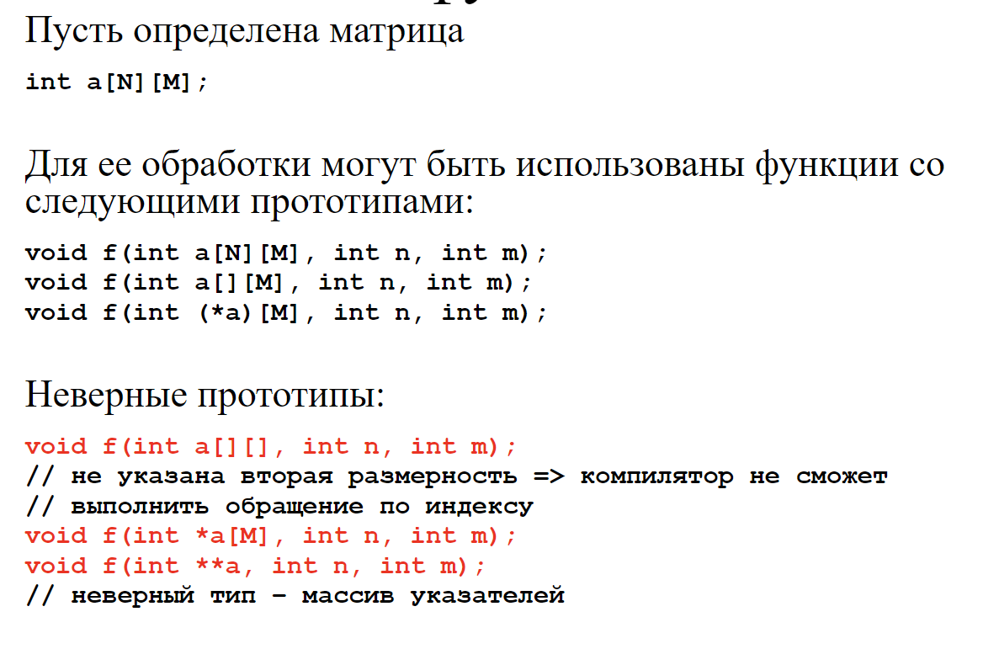 Пусть определена матрица
int a[N][M];
Для ее обработки могут быть использованы функции со
следующими прототипами:
void f(int a[N][M], int n, int m);
void f(int a[][M], int n, int m);
void f(int (*a)[M], int n, int m);
Неверные прототипы:
void f(int a[][], int n, int m);
// не указана вторая размерность => компилятор не сможет
// выполнить обращение по индексу
void f(int *a[M], int n, int m);
void f(int **a, int n, int m);
// неверный тип – массив указателей